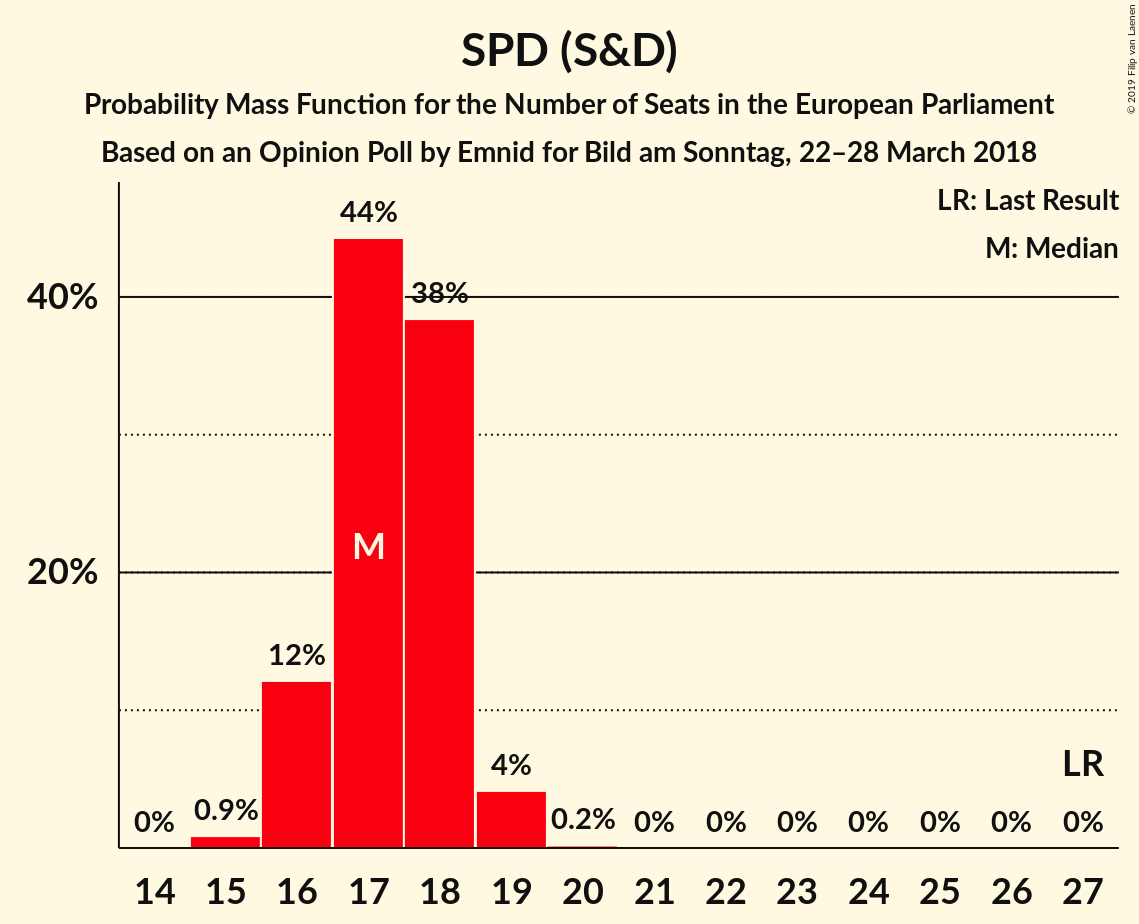 SPD (S&D)
Probability Mass Function for the Number of Seats in the European Parliament
Based on an Opinion Poll by Emnid for Bild am Sonntag, 22–28 March 2018
© 2019 Filip van Laenen
LR: Last Result
M: Median
44%
38%
40%
M
20%
12%
4%
LR
0% 0.9% 0.2% 0% 0% 0% 0% 0% 0% 0%
14 15 16 17 18 19 20 21 22 23 24 25 26 27